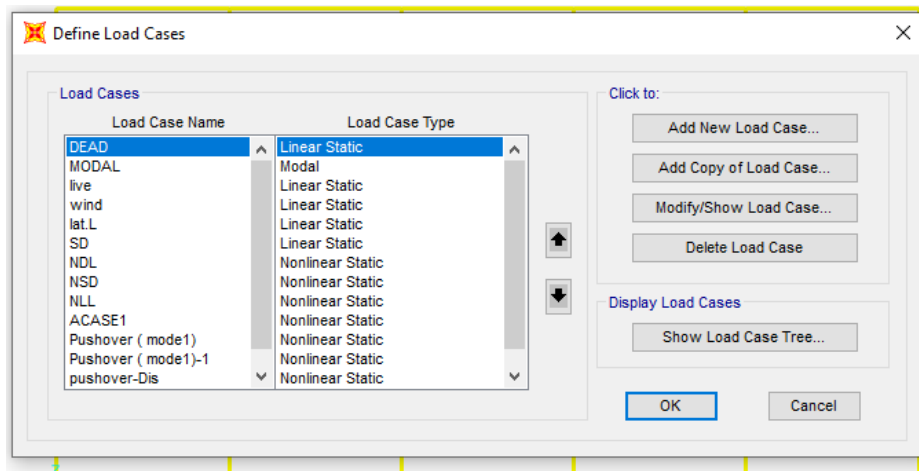 Define Load Cases
Load Cases
Load Case Name Load Case Type
DEAD Linear Static
MODAL Modal
live Linear Static
wind Linear Static
lat.L Linear Static
SD Linear Static
NDL Nonlinear Static
NSD Nonlinear Static
NLL Nonlinear Static
ACASE1 Nonlinear Static
Pushover ( mode1) Nonlinear Static
Pushover ( mode1)-1 Nonlinear Static
pushover-Dis Nonlinear Static
Click to:
Add New Load Case...
Add Copy of Load Case...
Modify/Show Load Case...
Delete Load Case
Display Load Cases
Show Load Case Tree...
OK Cancel
Z